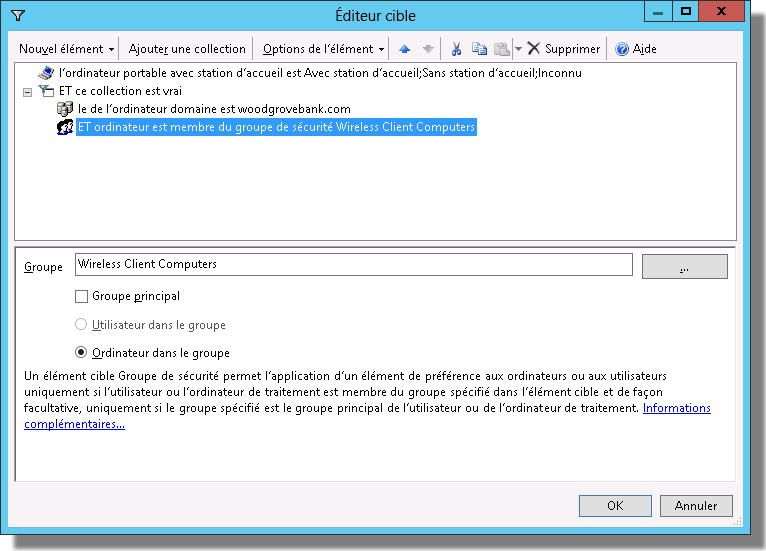 Éditeur cible
Nouvel élément Ajouter une collection Options de l'élément Supprimer Aide
l'ordinateur portable avec station d'accueil est Avec station d'accueil;Sans station d'accueil;Inconnu
ET ce collection est vrai
le de l'ordinateur domaine est woodgrovebank.com
ET ordinateur est membre du groupe de sécurité Wireless Client Computers
Groupe Wireless Client Computers ...
Groupe principal
Utilisateur dans le groupe
Ordinateur dans le groupe
Un élément cible Groupe de sécurité permet l'application d'un élément de préférence aux ordinateurs ou aux utilisateurs
uniquement si l'utilisateur ou l'ordinateur de traitement est membre du groupe spécifié dans l'élément cible et de façon
facultative, uniquement si le groupe spécifié est le groupe principal de l'utilisateur ou de l'ordinateur de traitement. Informations
complémentaires...
OK Annuler